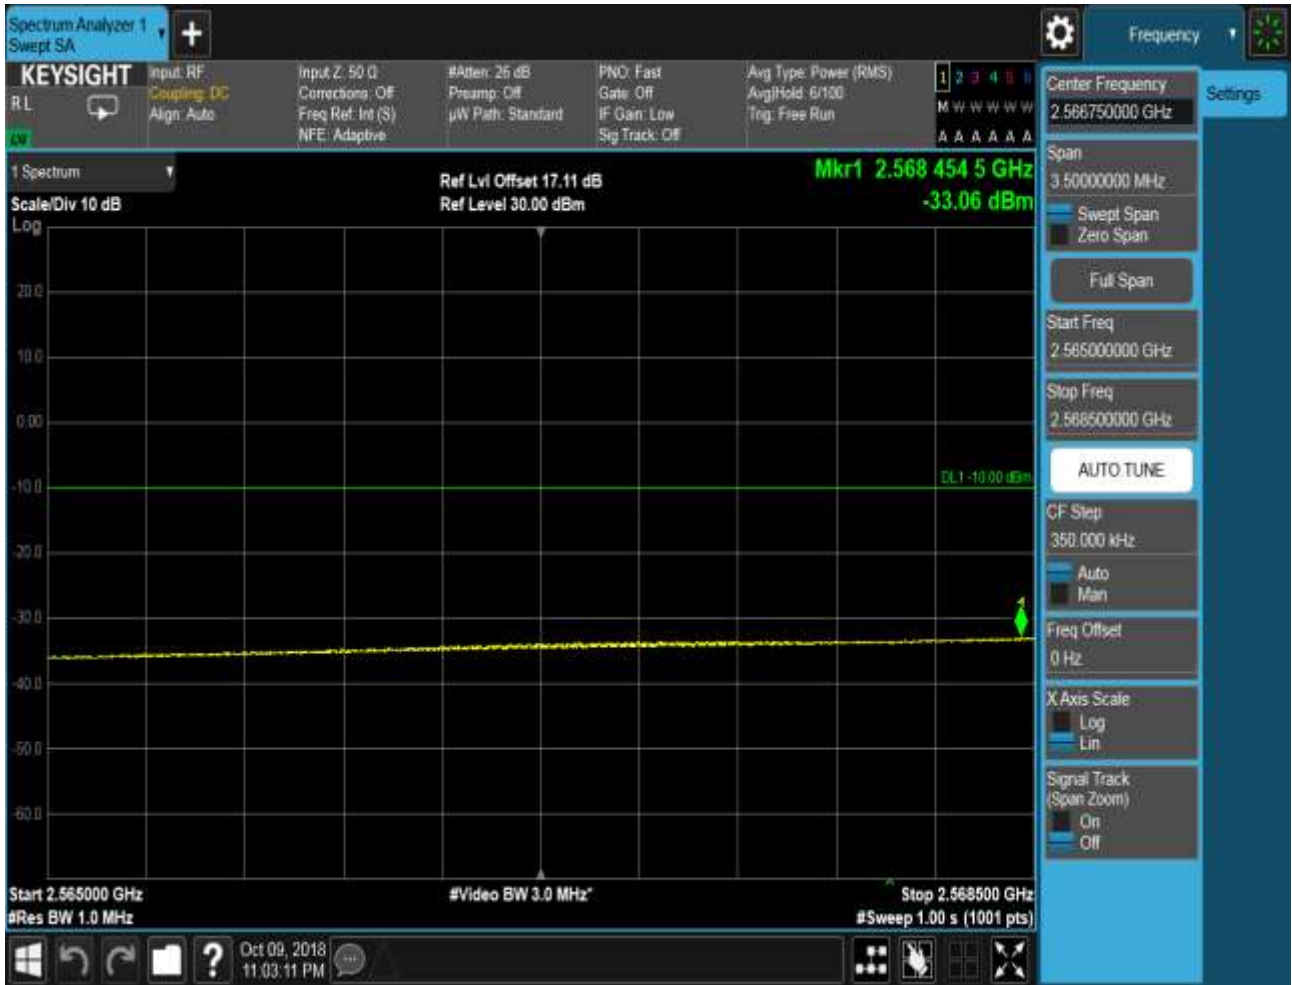 Spectrum Analyzer 1
Swept SA
Frequency
KEYSIGHT
R L
Input: RF
Coupling: DC
Align: Auto
Input Z: 50 Ω
Corrections: Off
Freq Ref: Int (S)
NFE: Adaptive
#Atten: 26 dB
Preamp: Off
µW Path: Standard
PNO: Fast
Gate: Off
IF Gain: Low
Sig Track: Off
Avg Type: Power (RMS)
Avg|Hold: 6/100
Trig: Free Run
1 2 3 4 5 6
M W W W W W
A A A A A A
1 Spectrum
Scale/Div 10 dB
Log
Ref Lvl Offset 17.11 dB
Ref Level 30.00 dBm
Mkr1 2.568 454 5 GHz
-33.06 dBm
20.0
10.0
0.00
-10.0
-20.0
-30.0
-40.0
-50.0
-60.0
DL1 -10.00 dBm
1
Start 2.565000 GHz
#Res BW 1.0 MHz
#Video BW 3.0 MHz*
Stop 2.568500 GHz
#Sweep 1.00 s (1001 pts)
Center Frequency
2.566750000 GHz
Settings
Span
3.50000000 MHz
Swept Span
Zero Span
Full Span
Start Freq
2.565000000 GHz
Stop Freq
2.568500000 GHz
AUTO TUNE
CF Step
350.000 kHz
Auto
Man
Freq Offset
0 Hz
X Axis Scale
Log
Lin
Signal Track
(Span Zoom)
On
Off
?
Oct 09, 2018
11:03:11 PM